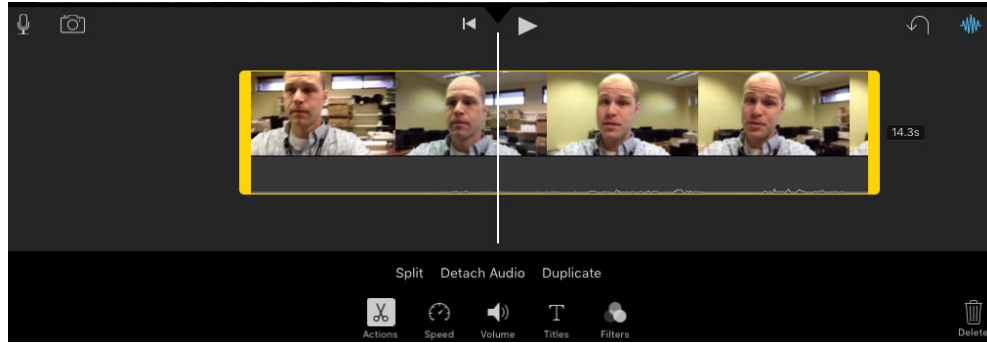 14.3s
Split Detach Audio Duplicate
Actions Speed Volume Titles Filters Delete